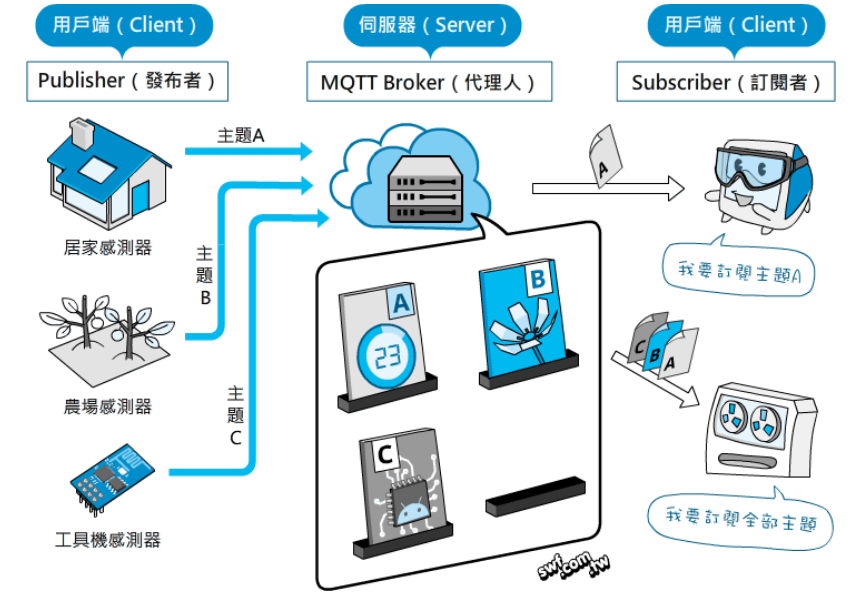 用戶端（Client）
伺服器（Server）
用戶端（Client）
Publisher（發布者）
MQTT Broker（代理人）
Subscriber（訂閱者）
主題A
A
居家感測器
主題B
我要訂閱主題A
A
23
B
C
B
A
農場感測器
主題C
C
工具機感測器
我要訂閱全部主題
swf.com.tw